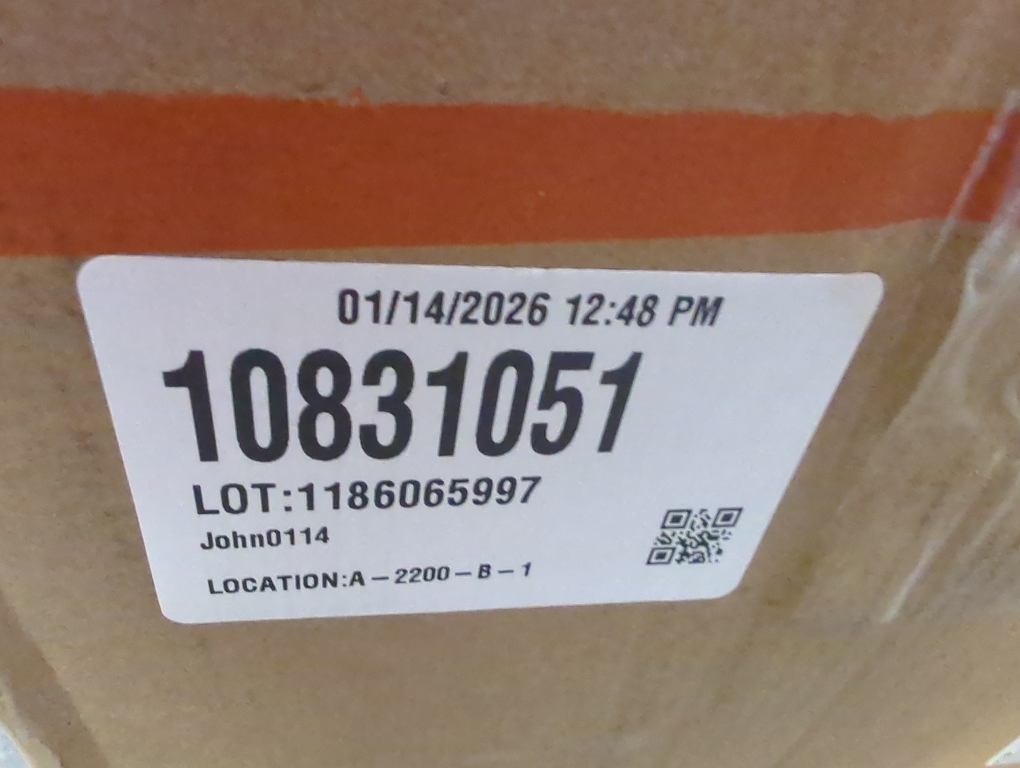 01/14/2026 12:48 PM
10831051
LOT:1186065997
John0114
LOCATION:A-2200-B-1